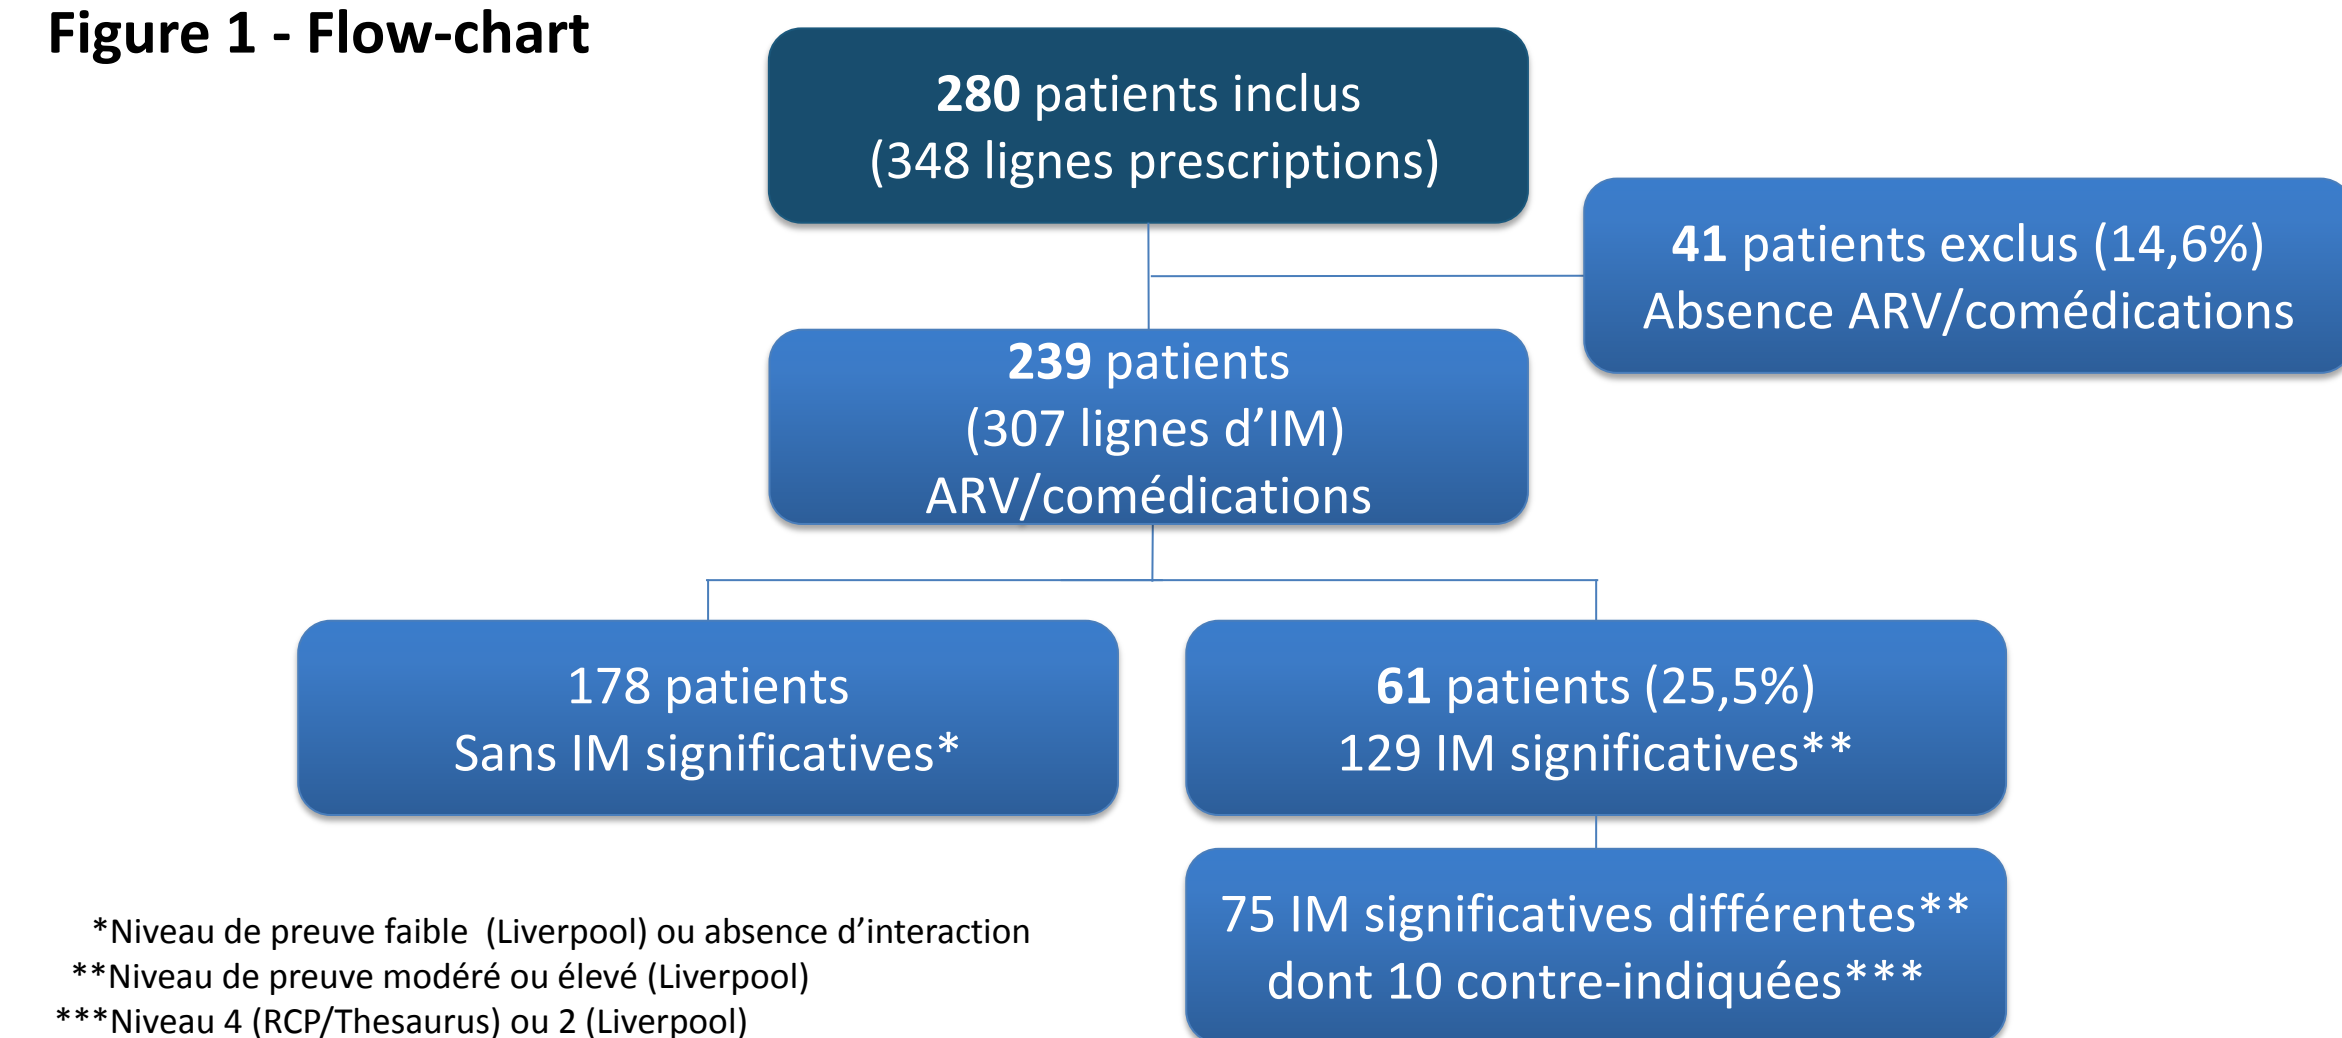 Figure 1 - Flow-chart
280 patients inclus
(348 lignes prescriptions)
41 patients exclus (14,6%)
Absence ARV/comédications
239 patients
(307 lignes d’IM)
ARV/comédications
178 patients
Sans IM significatives*
61 patients (25,5%)
129 IM significatives**
75 IM significatives différentes**
dont 10 contre-indiquées***
*Niveau de preuve faible  (Liverpool) ou absence d’interaction
**Niveau de preuve modéré ou élevé (Liverpool)
***Niveau 4 (RCP/Thesaurus) ou 2 (Liverpool)